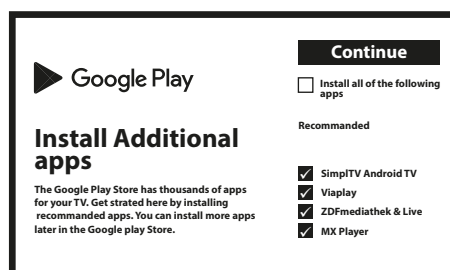 Google Play
Install Additional
apps
The Google Play Store has thousands of apps
for your TV. Get strated here by installing
recommanded apps. You can install more apps
later in the Google play Store.
Continue
Install all of the following
apps
Recommanded
SimplTV Android TV
Viaplay
ZDFmediathek & Live
MX Player